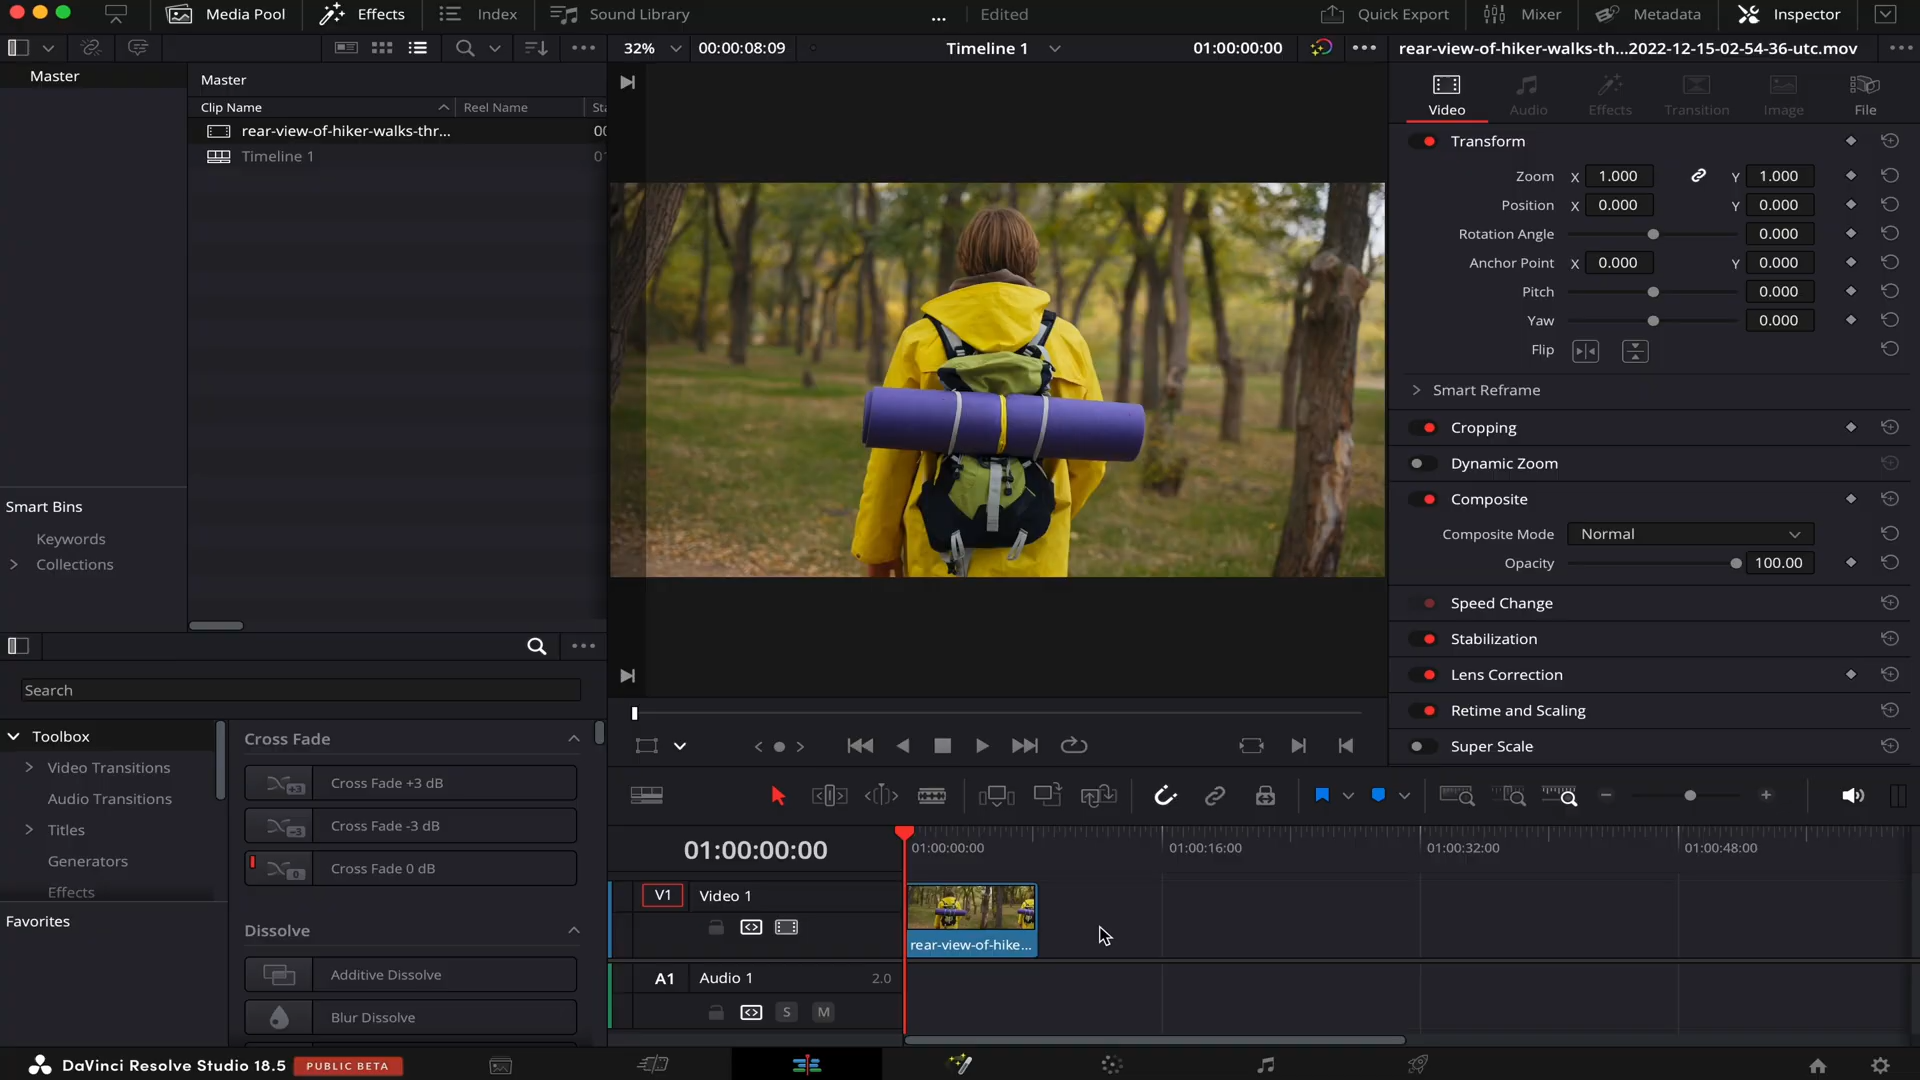 Media Pool
Effects
Index
Sound Library
...
Edited
Quick Export
Mixer
Metadata
Inspector
32%
00:00:08:09
Timeline 1
01:00:00:00
rear-view-of-hiker-walks-th...2022-12-15-02-54-36-utc.mov
Master
Master
Clip Name
Reel Name
Sta
rear-view-of-hiker-walks-thr...
00
Timeline 1
01
Smart Bins
Keywords
Collections
Search
Toolbox
Video Transitions
Audio Transitions
Titles
Generators
Effects
Favorites
Cross Fade
+3
Cross Fade +3 dB
-3
Cross Fade -3 dB
0
Cross Fade 0 dB
Dissolve
Additive Dissolve
Blur Dissolve
Video
Audio
Effects
Transition
Image
File
Transform
Zoom X 1.000 Y 1.000
Position X 0.000 Y 0.000
Rotation Angle 0.000
Anchor Point X 0.000 Y 0.000
Pitch 0.000
Yaw 0.000
Flip
Smart Reframe
Cropping
Dynamic Zoom
Composite
Composite Mode Normal
Opacity 100.00
Speed Change
Stabilization
Lens Correction
Retime and Scaling
Super Scale
01:00:00:00
01:00:00:00
01:00:16:00
01:00:32:00
01:00:48:00
V1 Video 1
rear-view-of-hike...
A1 Audio 1 2.0
S M
DaVinci Resolve Studio 18.5
PUBLIC BETA